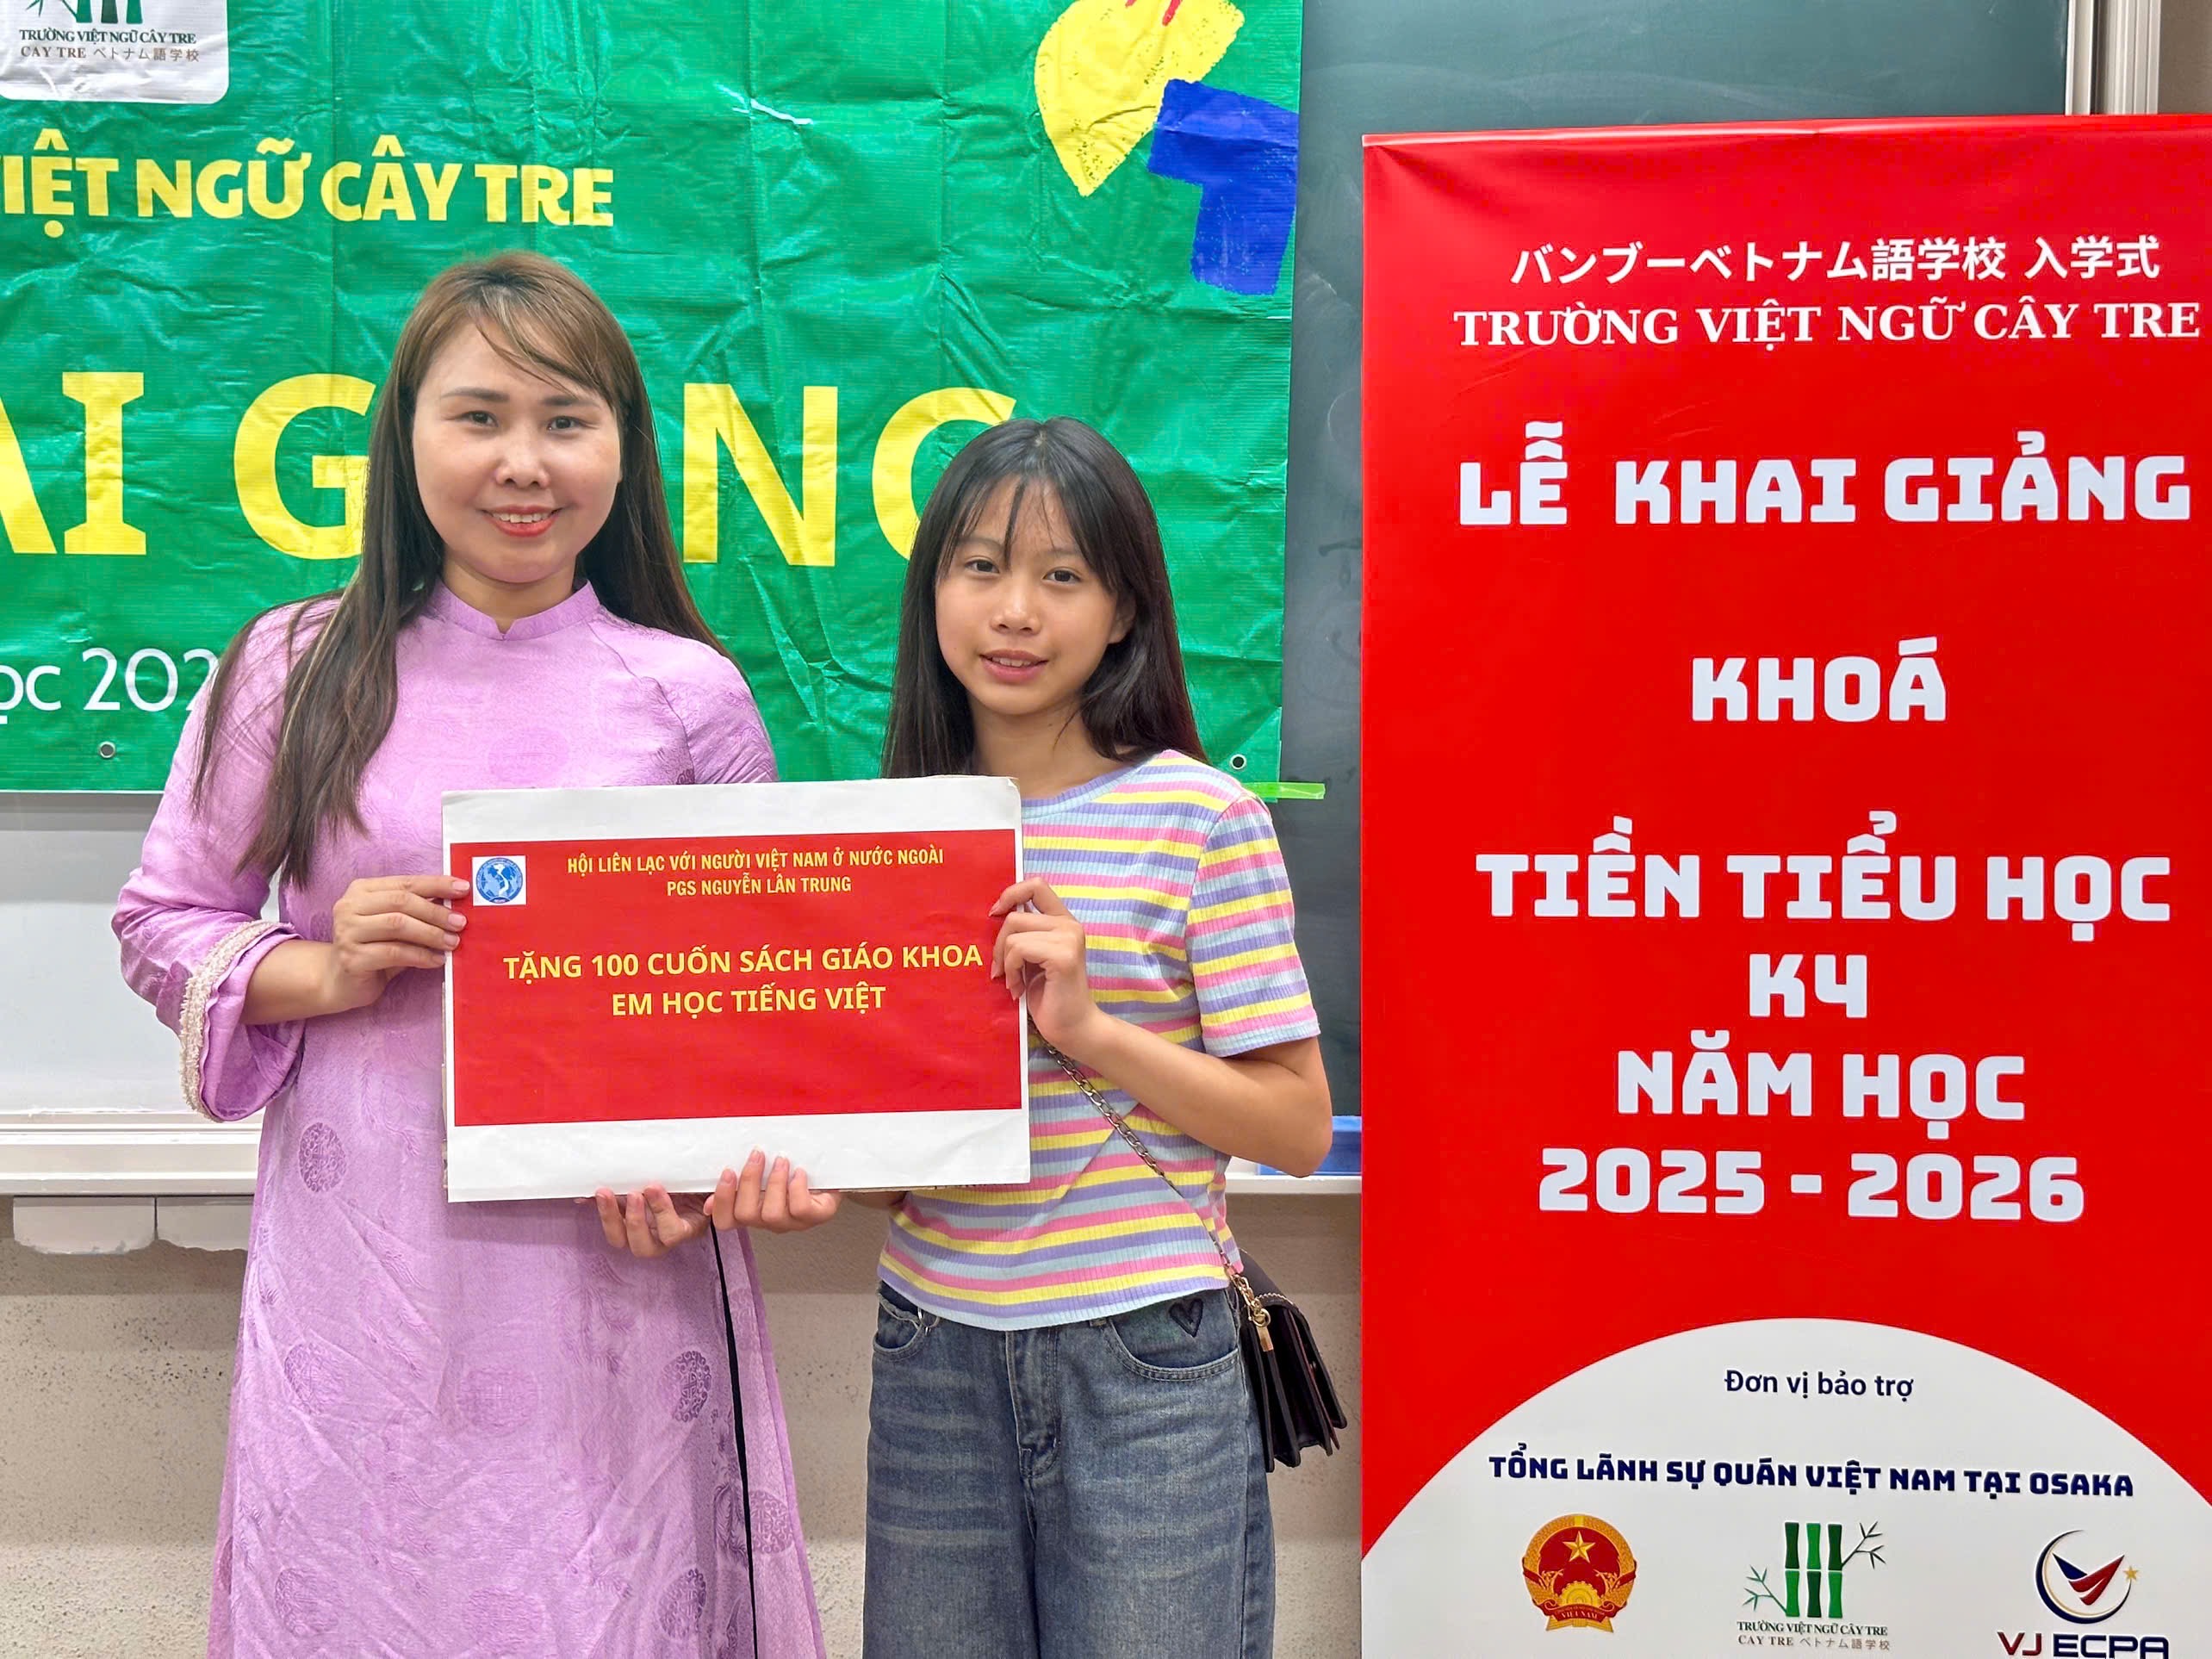 TRƯỜNG VIỆT NGỮ CÂY TRE
CAY TRE ベトナム語学校
VIỆT NGỮ CÂY TRE
AI G NG
ọc 202
バンブーベトナム語学校 入学式
TRƯỜNG VIỆT NGỮ CÂY TRE
LỄ KHAI GIẢNG
KHOÁ
TIỀN TIỂU HỌC
K4
NĂM HỌC
2025 - 2026
Đơn vị bảo trợ
TỔNG LÃNH SỰ QUÁN VIỆT NAM TẠI OSAKA
VIỆT NAM
TRƯỜNG VIỆT NGỮ CÂY TRE
CAY TRE ベトナム語学校
VJ ECPA
HỘI LIÊN LẠC VỚI NGƯỜI VIỆT NAM Ở NƯỚC NGOÀI
PGS NGUYỄN LÂN TRUNG
TẶNG 100 CUỐN SÁCH GIÁO KHOA
EM HỌC TIẾNG VIỆT